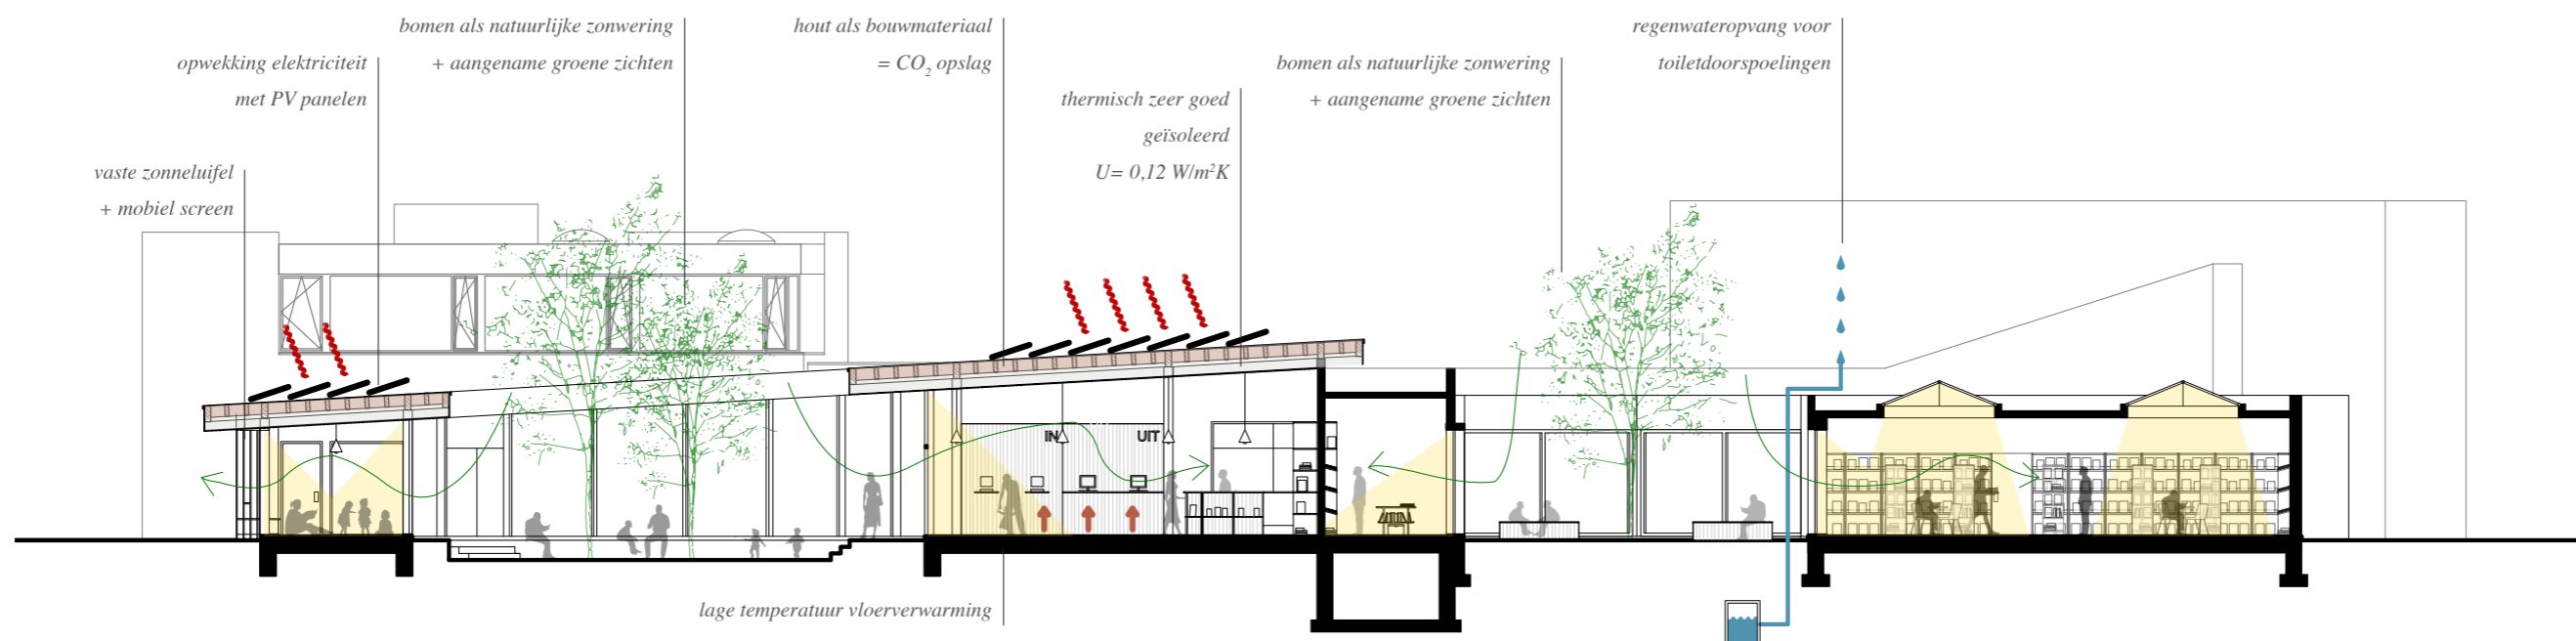 vaste zonneluifel
+ mobiel screen
opwekking elektriciteit
met PV panelen
bomen als natuurlijke zonwering
+ aangename groene zichten
hout als bouwmateriaal
= CO₂ opslag
thermisch zeer goed
geïsoleerd
U= 0,12 W/m²K
bomen als natuurlijke zonwering
+ aangename groene zichten
regenwateropvang voor
toiletdoorspoelingen
IN
UIT
lage temperatuur vloerverwarming